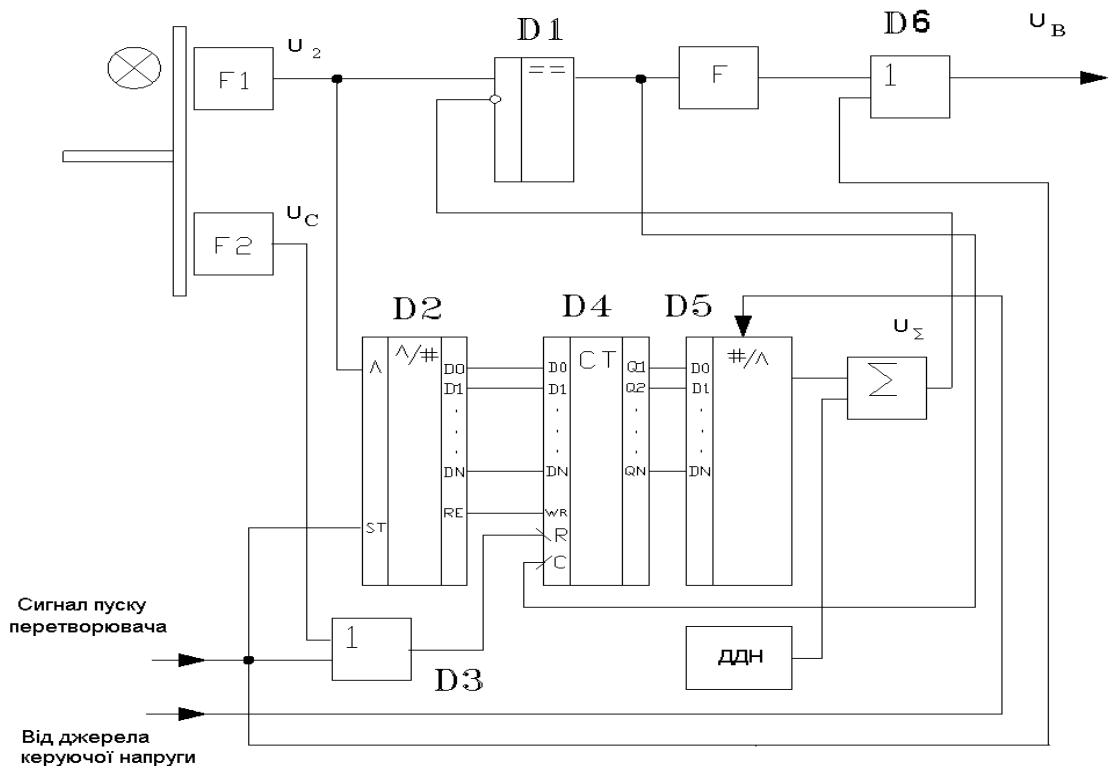 D1
D6
U B
U 2
F1
==
F
1
U C
F2
D2
D4
D5
U Σ
Λ
Λ/#
D0
D1
.
.
.
DN
RE
ST
D0
D1
.
.
.
DN
WR
R
C
CT
Q1
Q2
.
.
.
QN
D0
D1
.
.
.
DN
#/Λ
Σ
Сигнал пуску
перетворювача
1
D3
ДДН
Від джерела
керуючої напруги